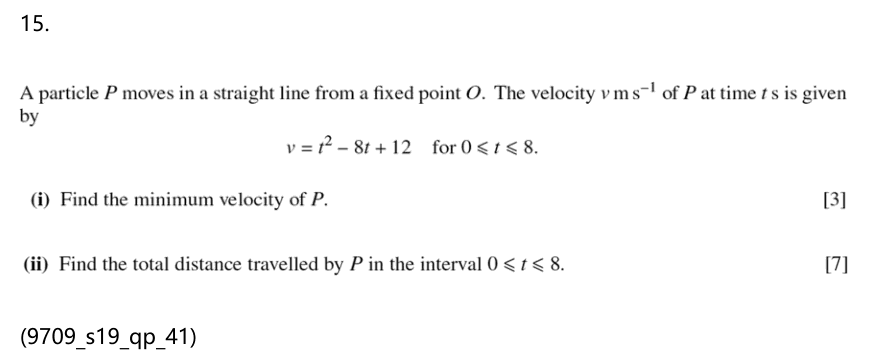 15.
A particle P moves in a straight line from a fixed point O. The velocity v m s⁻¹ of P at time t s is given
by
v = t² – 8t + 12 for 0 ⩽ t ⩽ 8.
(i) Find the minimum velocity of P. [3]
(ii) Find the total distance travelled by P in the interval 0 ⩽ t ⩽ 8. [7]
(9709_s19_qp_41)